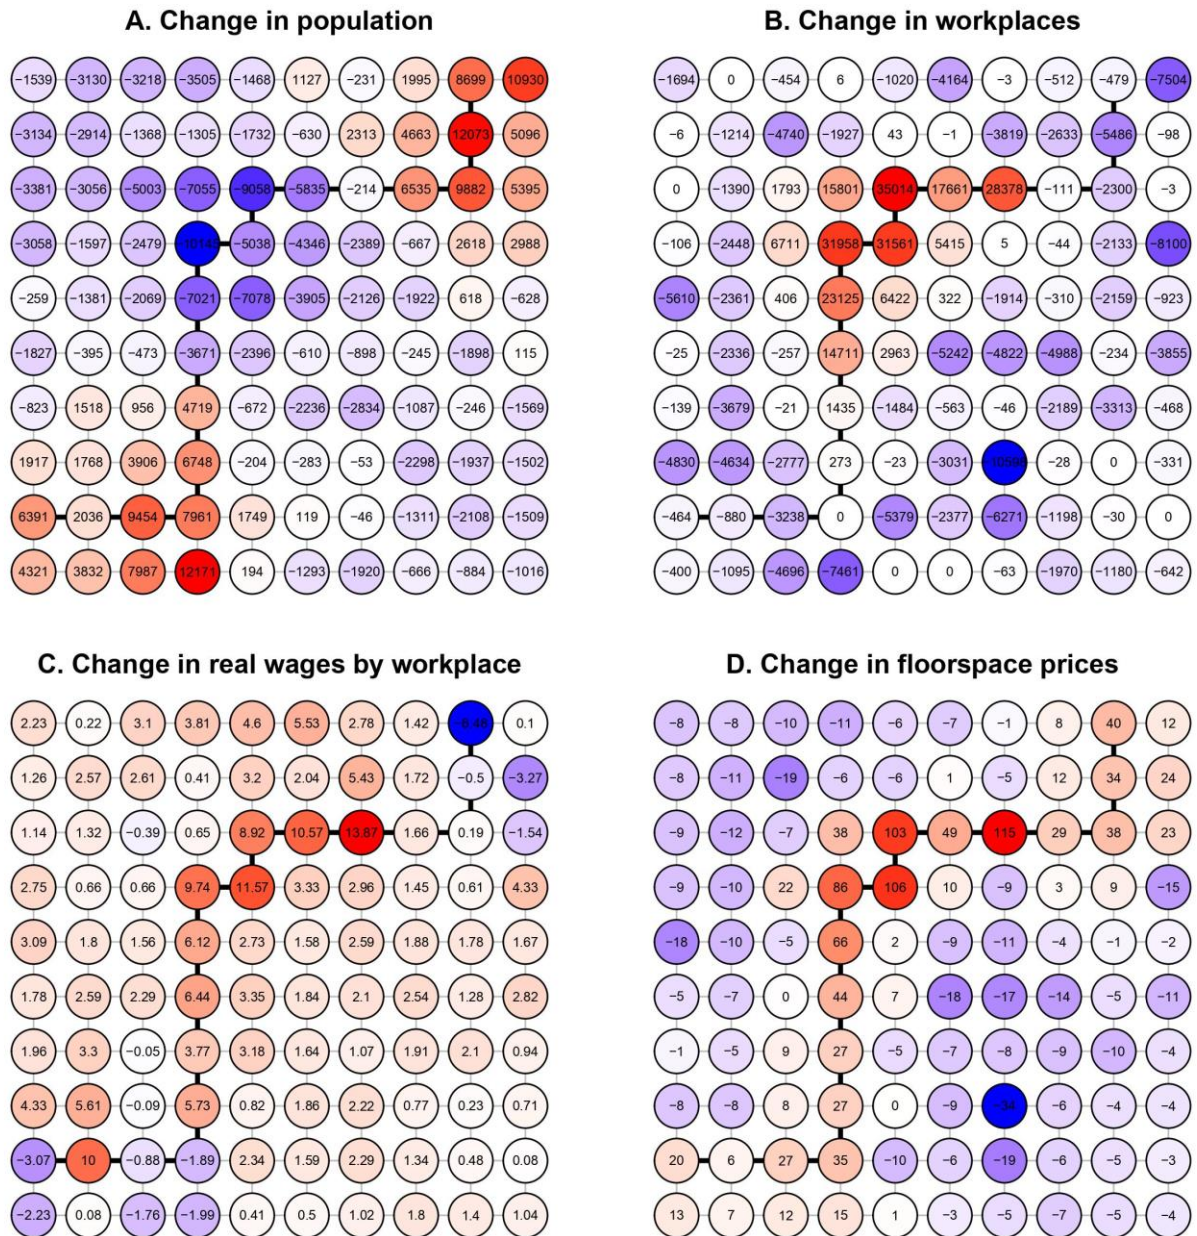 A. Change in population
−1539 −3130 −3218 −3505 −1468 1127 −231 1995 8699 10930
−3134 −2914 −1368 −1305 −1732 −630 2313 4663 12073 5096
−3381 −3056 −5003 −7055 −9058 −5835 −214 6535 9882 5395
−3058 −1597 −2479 −5038 −4346 −2389 −667 2618 2988
−259 −1381 −2069 −7021 −7078 −3905 −2126 −1922 618 −628
−1827 −395 −473 −3671 −2396 −610 −898 −245 −1898 115
−823 1518 956 4719 −672 −2236 −2834 −1087 −246 −1569
1917 1768 3906 6748 −204 −283 −53 −2298 −1937 −1502
6391 2036 9454 7961 1749 119 −46 −1311 −2108 −1509
4321 3832 7987 12171 194 −1293 −1920 −666 −884 −1016
B. Change in workplaces
−1694 0 −454 6 −1020 −4164 −3 −512 −479 −7504
−6 −1214 −4740 −1927 43 −1 −3819 −2633 −5486 −98
0 −1390 1793 15801 35014 17661 28378 −111 −2300 −3
−106 −2448 6711 31958 31561 5415 5 −44 −2133 −8100
−5610 −2361 406 23125 6422 322 −1914 −310 −2159 −923
−25 −2336 −257 14711 2963 −5242 −4822 −4988 −234 −3855
−139 −3679 −21 1435 −1484 −563 −46 −2189 −3313 −468
−4830 −4634 −2777 273 −23 −3031 −28 0 −331
−464 −880 −3238 0 −5379 −2377 −6271 −1198 −30 0
−400 −1095 −4696 −7461 0 0 −63 −1970 −1180 −642
C. Change in real wages by workplace
2.23 0.22 3.1 3.81 4.6 5.53 2.78 1.42 0.1
1.26 2.57 2.61 0.41 3.2 2.04 5.43 1.72 −0.5 −3.27
1.14 1.32 −0.39 0.65 8.92 10.57 13.87 1.66 0.19 −1.54
2.75 0.66 0.66 9.74 11.57 3.33 2.96 1.45 0.61 4.33
3.09 1.8 1.56 6.12 2.73 1.58 2.59 1.88 1.78 1.67
1.78 2.59 2.29 6.44 3.35 1.84 2.1 2.54 1.28 2.82
1.96 3.3 −0.05 3.77 3.18 1.64 1.07 1.91 2.1 0.94
4.33 5.61 −0.09 5.73 0.82 1.86 2.22 0.77 0.23 0.71
−3.07 10 −0.88 −1.89 2.34 1.59 2.29 1.34 0.48 0.08
−2.23 0.08 −1.76 −1.99 0.41 0.5 1.02 1.8 1.4 1.04
D. Change in floorspace prices
−8 −8 −10 −11 −6 −7 −1 8 40 12
−8 −11 −19 −6 −6 1 −5 12 34 24
−9 −12 −7 38 103 49 115 29 38 23
−9 −10 22 86 106 10 −9 3 9 −15
−18 −10 −5 66 2 −9 −11 −4 −1 −2
−5 −7 0 44 7 −18 −17 −14 −5 −11
−1 −5 9 27 −5 −7 −8 −9 −10 −4
−8 −8 8 27 0 −9 −34 −6 −4 −4
20 6 27 35 −10 −6 −19 −6 −5 −3
13 7 12 15 1 −3 −5 −7 −5 −4